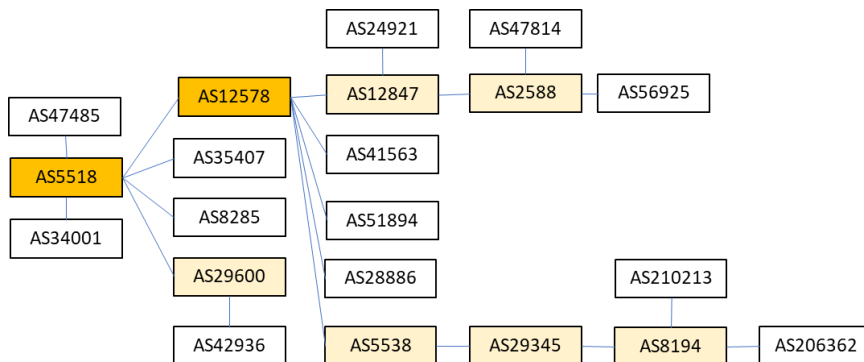 AS24921
AS47814
AS12578
AS12847
AS2588
AS56925
AS47485
AS35407
AS41563
AS5518
AS8285
AS51894
AS34001
AS29600
AS28886
AS210213
AS42936
AS5538
AS29345
AS8194
AS206362